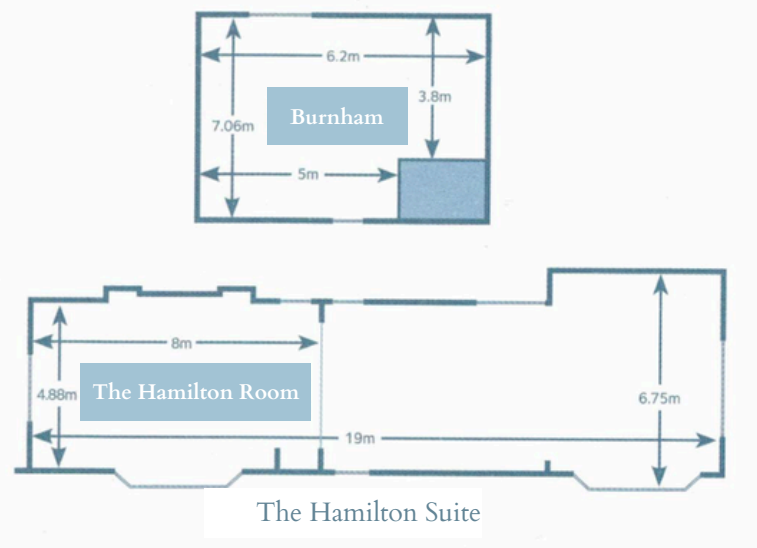 6.2m
3.8m
Burnham
7.06m
5m
8m
4.88m
The Hamilton Room
6.75m
19m
The Hamilton Suite